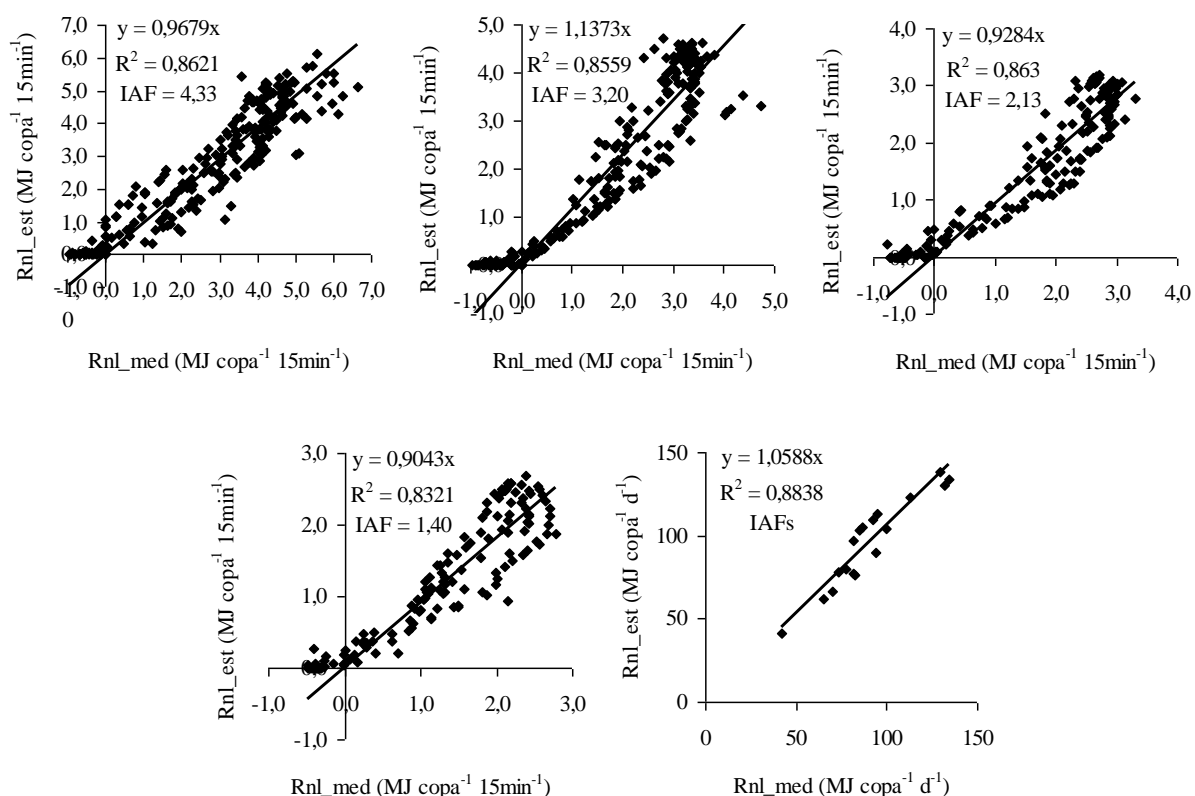 y = 0,9679x
R² = 0,8621
IAF = 4,33
7,0
6,0
5,0
4,0
3,0
2,0
1,0
0,0
-1,0
0
-1,0 0,0 1,0 2,0 3,0 4,0 5,0 6,0 7,0
Rnl_est (MJ copa⁻¹ 15min⁻¹)
Rnl_med (MJ copa⁻¹ 15min⁻¹)
y = 1,1373x
R² = 0,8559
IAF = 3,20
5,0
4,0
3,0
2,0
1,0
0,0
-1,0
-1,0 0,0 1,0 2,0 3,0 4,0 5,0
Rnl_est (MJ copa⁻¹ 15min⁻¹)
Rnl_med (MJ copa⁻¹ 15min⁻¹)
y = 0,9284x
R² = 0,863
IAF = 2,13
4,0
3,0
2,0
1,0
0,0
-1,0
-1,0 0,0 1,0 2,0 3,0 4,0
Rnl_est (MJ copa⁻¹ 15min⁻¹)
Rnl_med (MJ copa⁻¹ 15min⁻¹)
y = 0,9043x
R² = 0,8321
IAF = 1,40
3,0
2,0
1,0
0,0
-1,0
-1,0 0,0 1,0 2,0 3,0
Rnl_est (MJ copa⁻¹ 15min⁻¹)
Rnl_med (MJ copa⁻¹ 15min⁻¹)
y = 1,0588x
R² = 0,8838
IAFs
150
100
50
0
0 50 100 150
Rnl_est (MJ copa⁻¹ d⁻¹)
Rnl_med (MJ copa⁻¹ d⁻¹)